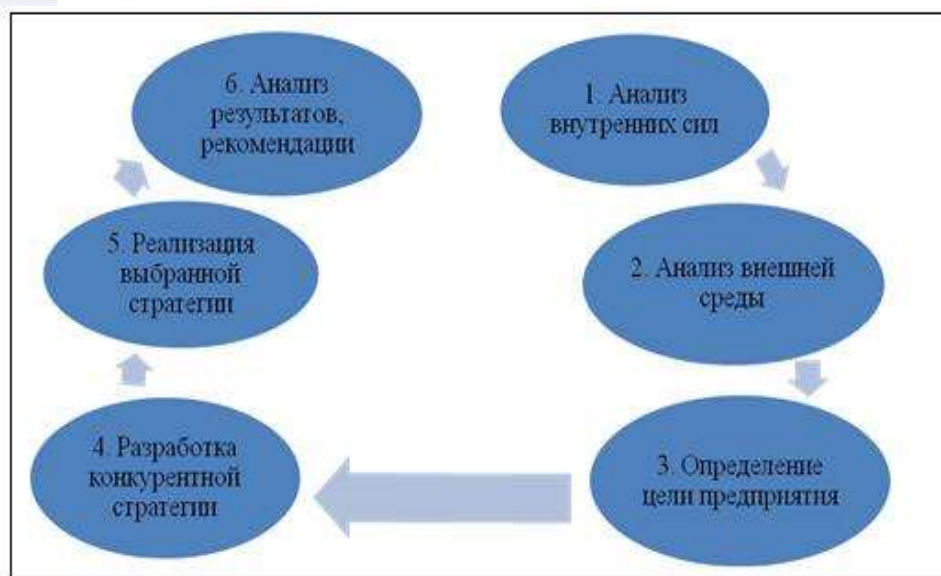 1. Анализ
внутренних сил
2. Анализ внешней
среды
3. Определение
цели предприятия
4. Разработка
конкурентной
стратегии
5. Реализация
выбранной
стратегии
6. Анализ
результатов,
рекомендации